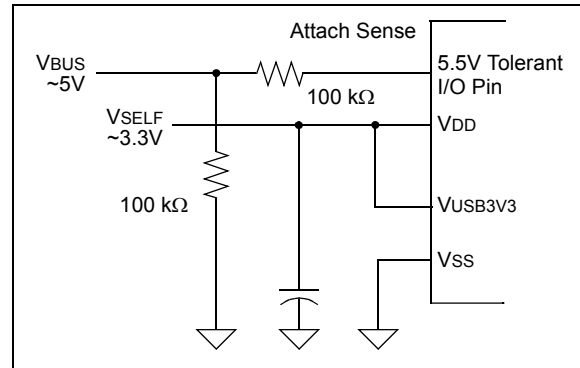 Attach Sense
VBUS
~5V
100 kΩ
5.5V Tolerant
I/O Pin
VSELF
~3.3V
VDD
100 kΩ
VUSB3V3
VSS